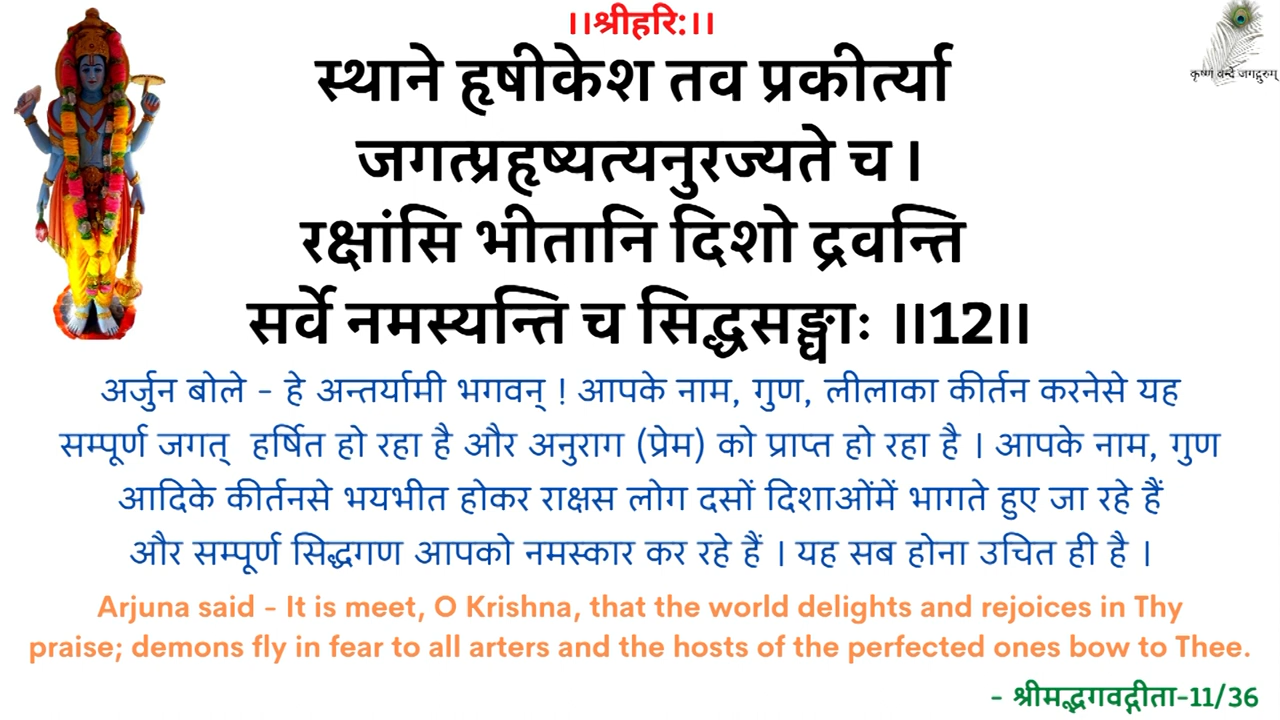 ।।श्रीहरि:।।
कृष्णं वन्दे जगद्गुरुम्
स्थाने हृषीकेश तव प्रकीर्त्या
जगत्प्रहृष्यत्यनुरज्यते च ।
रक्षांसि भीतानि दिशो द्रवन्ति
सर्वे नमस्यन्ति च सिद्धसङ्घाः ।।12।।
अर्जुन बोले - हे अन्तर्यामी भगवन् ! आपके नाम, गुण, लीलाका कीर्तन करनेसे यह
सम्पूर्ण जगत् हर्षित हो रहा है और अनुराग (प्रेम) को प्राप्त हो रहा है । आपके नाम, गुण
आदिके कीर्तनसे भयभीत होकर राक्षस लोग दसों दिशाओंमें भागते हुए जा रहे हैं
और सम्पूर्ण सिद्धगण आपको नमस्कार कर रहे हैं । यह सब होना उचित ही है ।
Arjuna said - It is meet, O Krishna, that the world delights and rejoices in Thy
praise; demons fly in fear to all arters and the hosts of the perfected ones bow to Thee.
- श्रीमद्भगवद्गीता-11/36